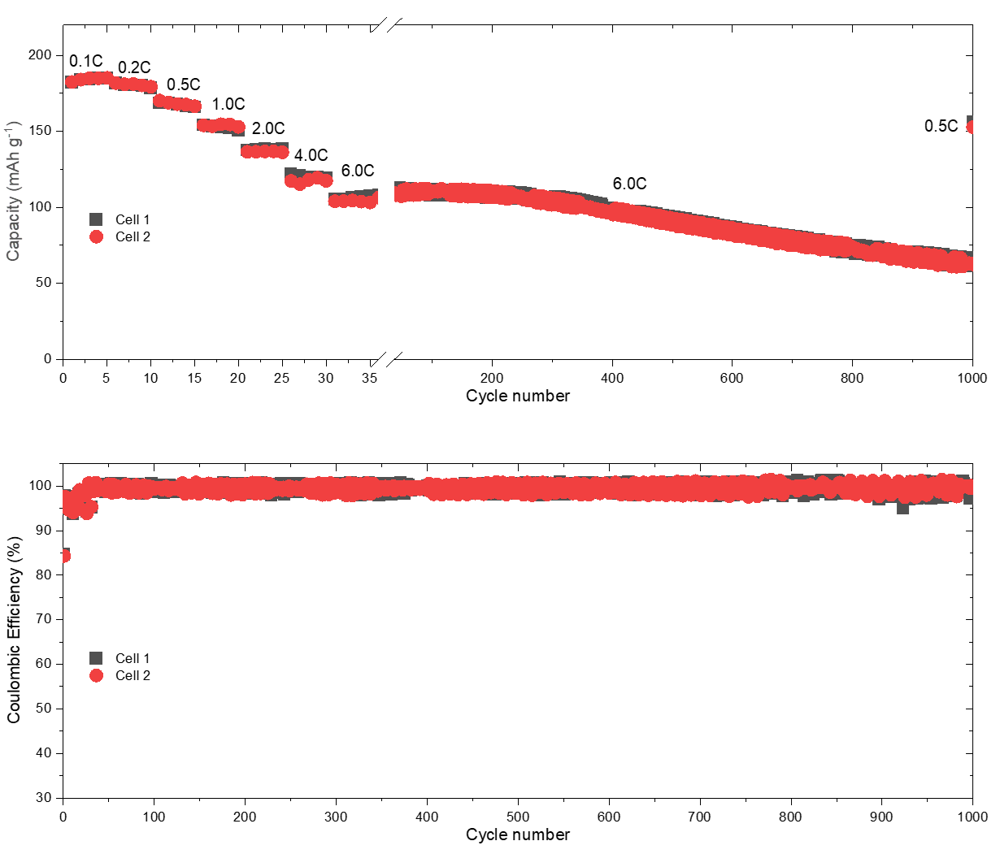 0.1C
0.2C
0.5C
1.0C
2.0C
4.0C
6.0C
6.0C
0.5C
Capacity (mAh g⁻¹)
200
150
100
50
0
Cell 1
Cell 2
0 5 10 15 20 25 30 35 200 400 600 800 1000
Cycle number
Coulombic Efficiency (%)
100
90
80
70
60
50
40
30
Cell 1
Cell 2
0 100 200 300 400 500 600 700 800 900 1000
Cycle number